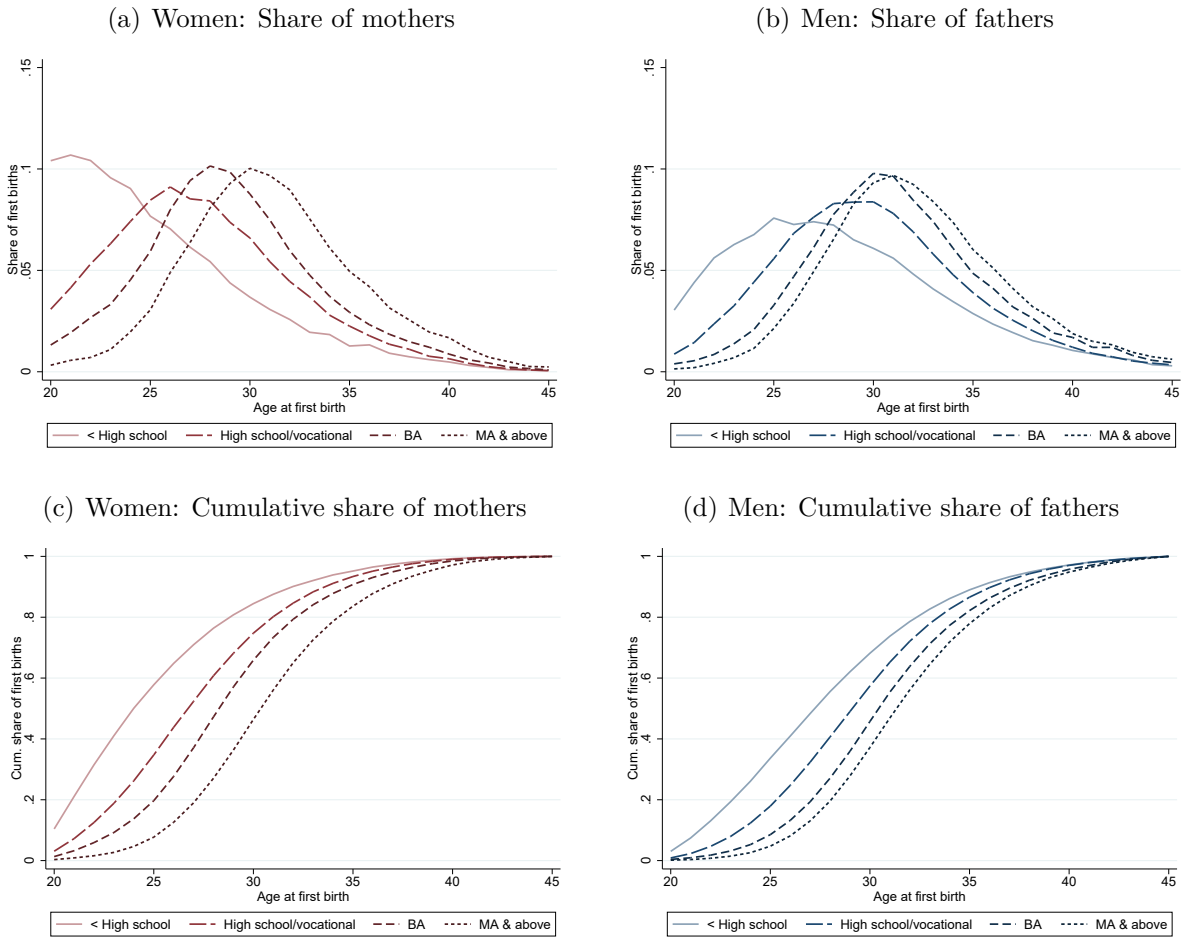 (a) Women: Share of mothers
Share of first births
0 .05 .1 .15
20 25 30 35 40 45
Age at first birth
< High school High school/vocational BA MA & above
(b) Men: Share of fathers
Share of first births
0 .05 .1 .15
20 25 30 35 40 45
Age at first birth
< High school High school/vocational BA MA & above
(c) Women: Cumulative share of mothers
Cum. share of first births
0 .2 .4 .6 .8 1
20 25 30 35 40 45
Age at first birth
< High school High school/vocational BA MA & above
(d) Men: Cumulative share of fathers
Cum. share of first births
0 .2 .4 .6 .8 1
20 25 30 35 40 45
Age at first birth
< High school High school/vocational BA MA & above